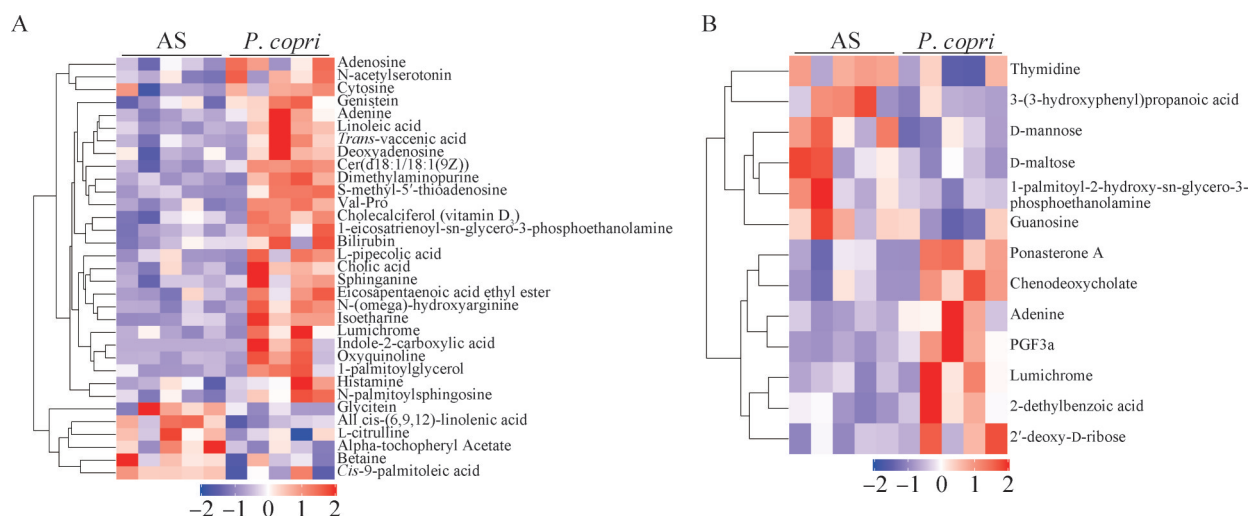 A
AS
P. copri
Adenosine
N-acetylserotonin
Cytosine
Genistein
Adenine
Linoleic acid
Trans-vaccenic acid
Deoxyadenosine
Cer(d18:1/18:1(9Z))
Dimethylaminopurine
S-methyl-5′-thioadenosine
Val-Pro
Cholecalciferol (vitamin D3)
1-eicosatrienoyl-sn-glycero-3-phosphoethanolamine
Bilirubin
L-pipecolic acid
Cholic acid
Sphinganine
Eicosapentaenoic acid ethyl ester
N-(omega)-hydroxyarginine
Isoetharine
Lumichrome
Indole-2-carboxylic acid
Oxyquinoline
1-palmitoylglycerol
Histamine
N-palmitoylsphingosine
Glycitein
All cis-(6,9,12)-linolenic acid
L-citrulline
Alpha-tochopheryl Acetate
Betaine
Cis-9-palmitoleic acid
−2 −1 0 1 2
B
AS
P. copri
Thymidine
3-(3-hydroxyphenyl)propanoic acid
D-mannose
D-maltose
1-palmitoyl-2-hydroxy-sn-glycero-3-
phosphoethanolamine
Guanosine
Ponasterone A
Chenodeoxycholate
Adenine
PGF3a
Lumichrome
2-dethylbenzoic acid
2′-deoxy-D-ribose
−2 −1 0 1 2